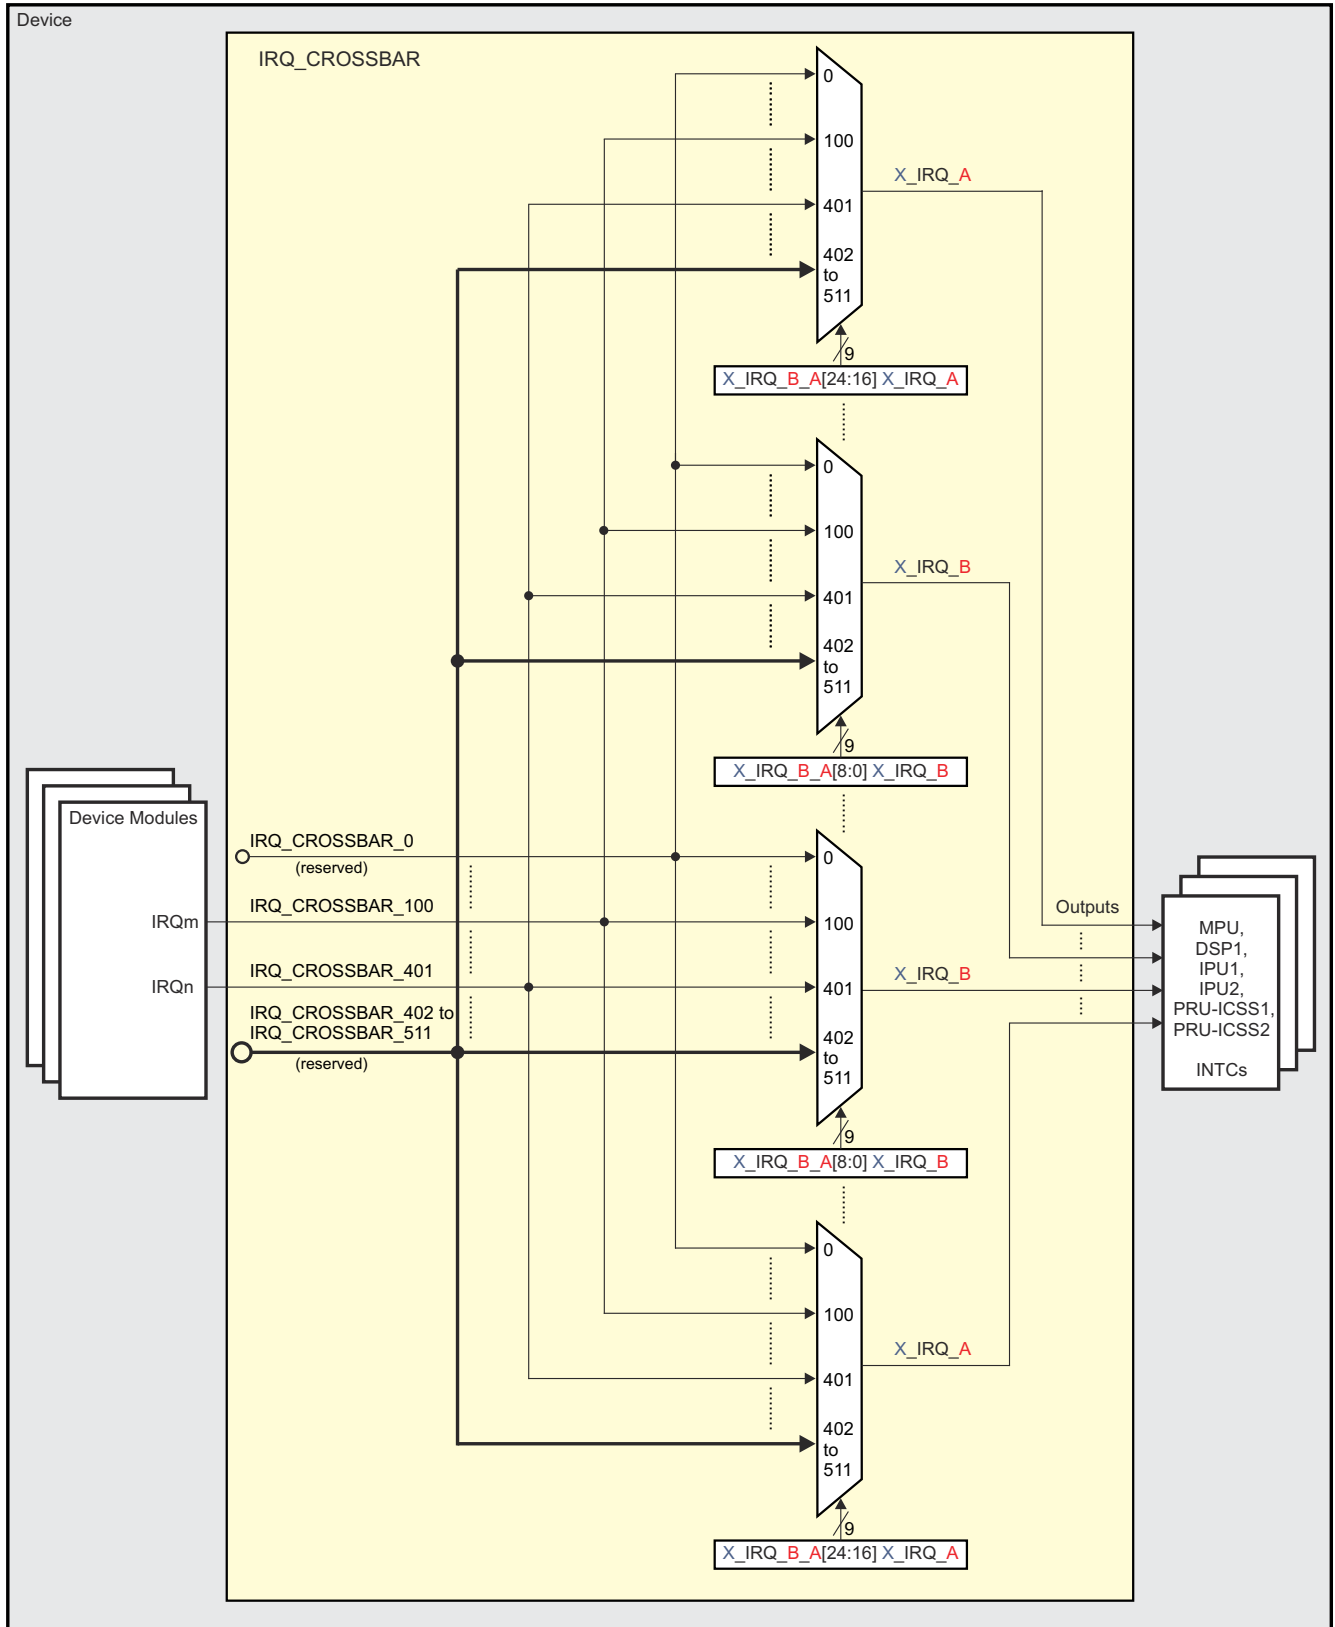 Device
IRQ_CROSSBAR
0
100
401
402
to
511
X_IRQ_A
9
X_IRQ_B_A[24:16] X_IRQ_A
0
100
401
402
to
511
X_IRQ_B
9
X_IRQ_B_A[8:0] X_IRQ_B
Device Modules
IRQm
IRQn
IRQ_CROSSBAR_0
(reserved)
IRQ_CROSSBAR_100
IRQ_CROSSBAR_401
IRQ_CROSSBAR_402 to
IRQ_CROSSBAR_511
(reserved)
0
100
401
402
to
511
X_IRQ_B
9
X_IRQ_B_A[8:0] X_IRQ_B
Outputs
MPU,
DSP1,
IPU1,
IPU2,
PRU-ICSS1,
PRU-ICSS2
INTCs
0
100
401
402
to
511
X_IRQ_A
9
X_IRQ_B_A[24:16] X_IRQ_A